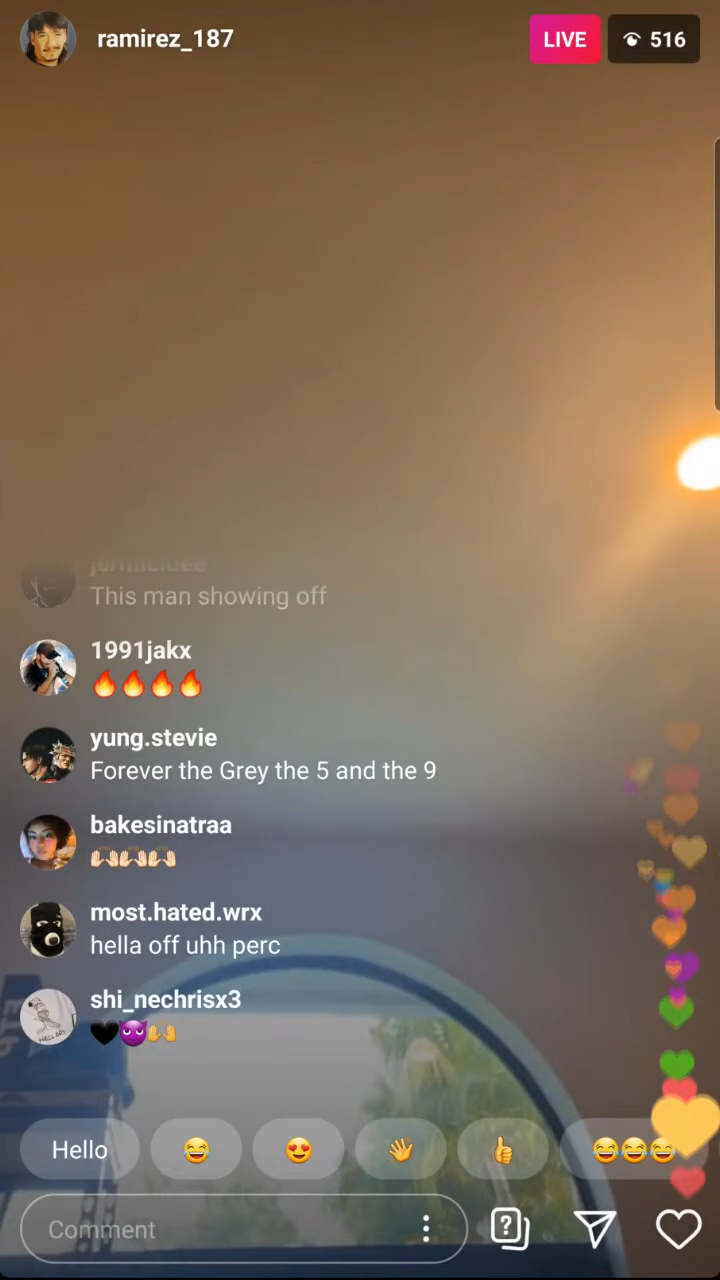 ramirez_187
LIVE
516
This man showing off
1991jakx
🔥🔥🔥🔥
yung.stevie
Forever the Grey the 5 and the 9
bakesinatraa
🙌🏻🙌🏻🙌🏻
most.hated.wrx
hella off uhh perc
shi_nechrisx3
🖤😈🙌
Hello 😂 😍 👋 👍 😂😂😂
Comment